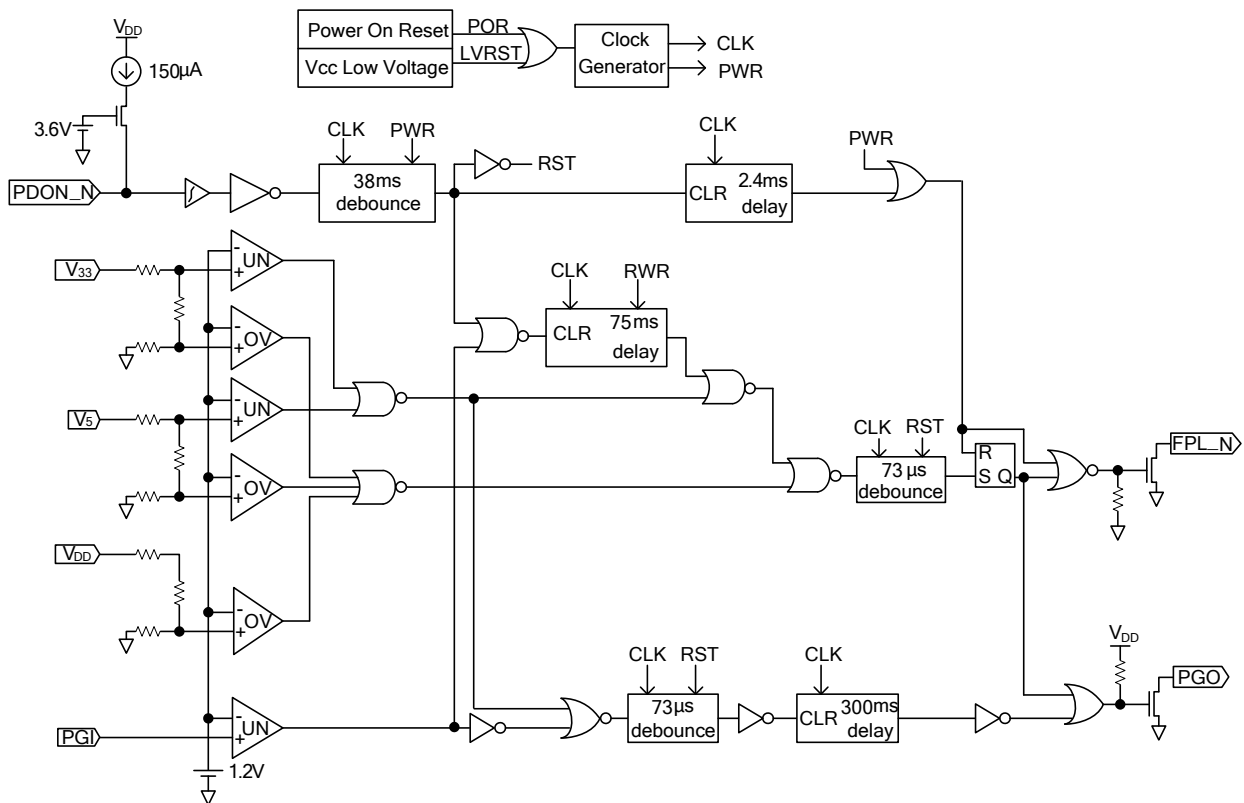 VDD
150µA
3.6V
PDON_N
Power On Reset
Vcc Low Voltage
POR
LVRST
Clock
Generator
CLK
PWR
CLK
PWR
38ms
debounce
RST
CLK
CLR
2.4ms
delay
PWR
V33
-
+
UN
-
+
OV
V5
-
+
UN
-
+
OV
VDD
-
+
OV
PGI
-
+
UN
1.2V
CLK
RWR
CLR
75ms
delay
CLK
RST
73 µs
debounce
R
S Q
FPL_N
CLK
RST
73µs
debounce
CLK
CLR
300ms
delay
VDD
PGO